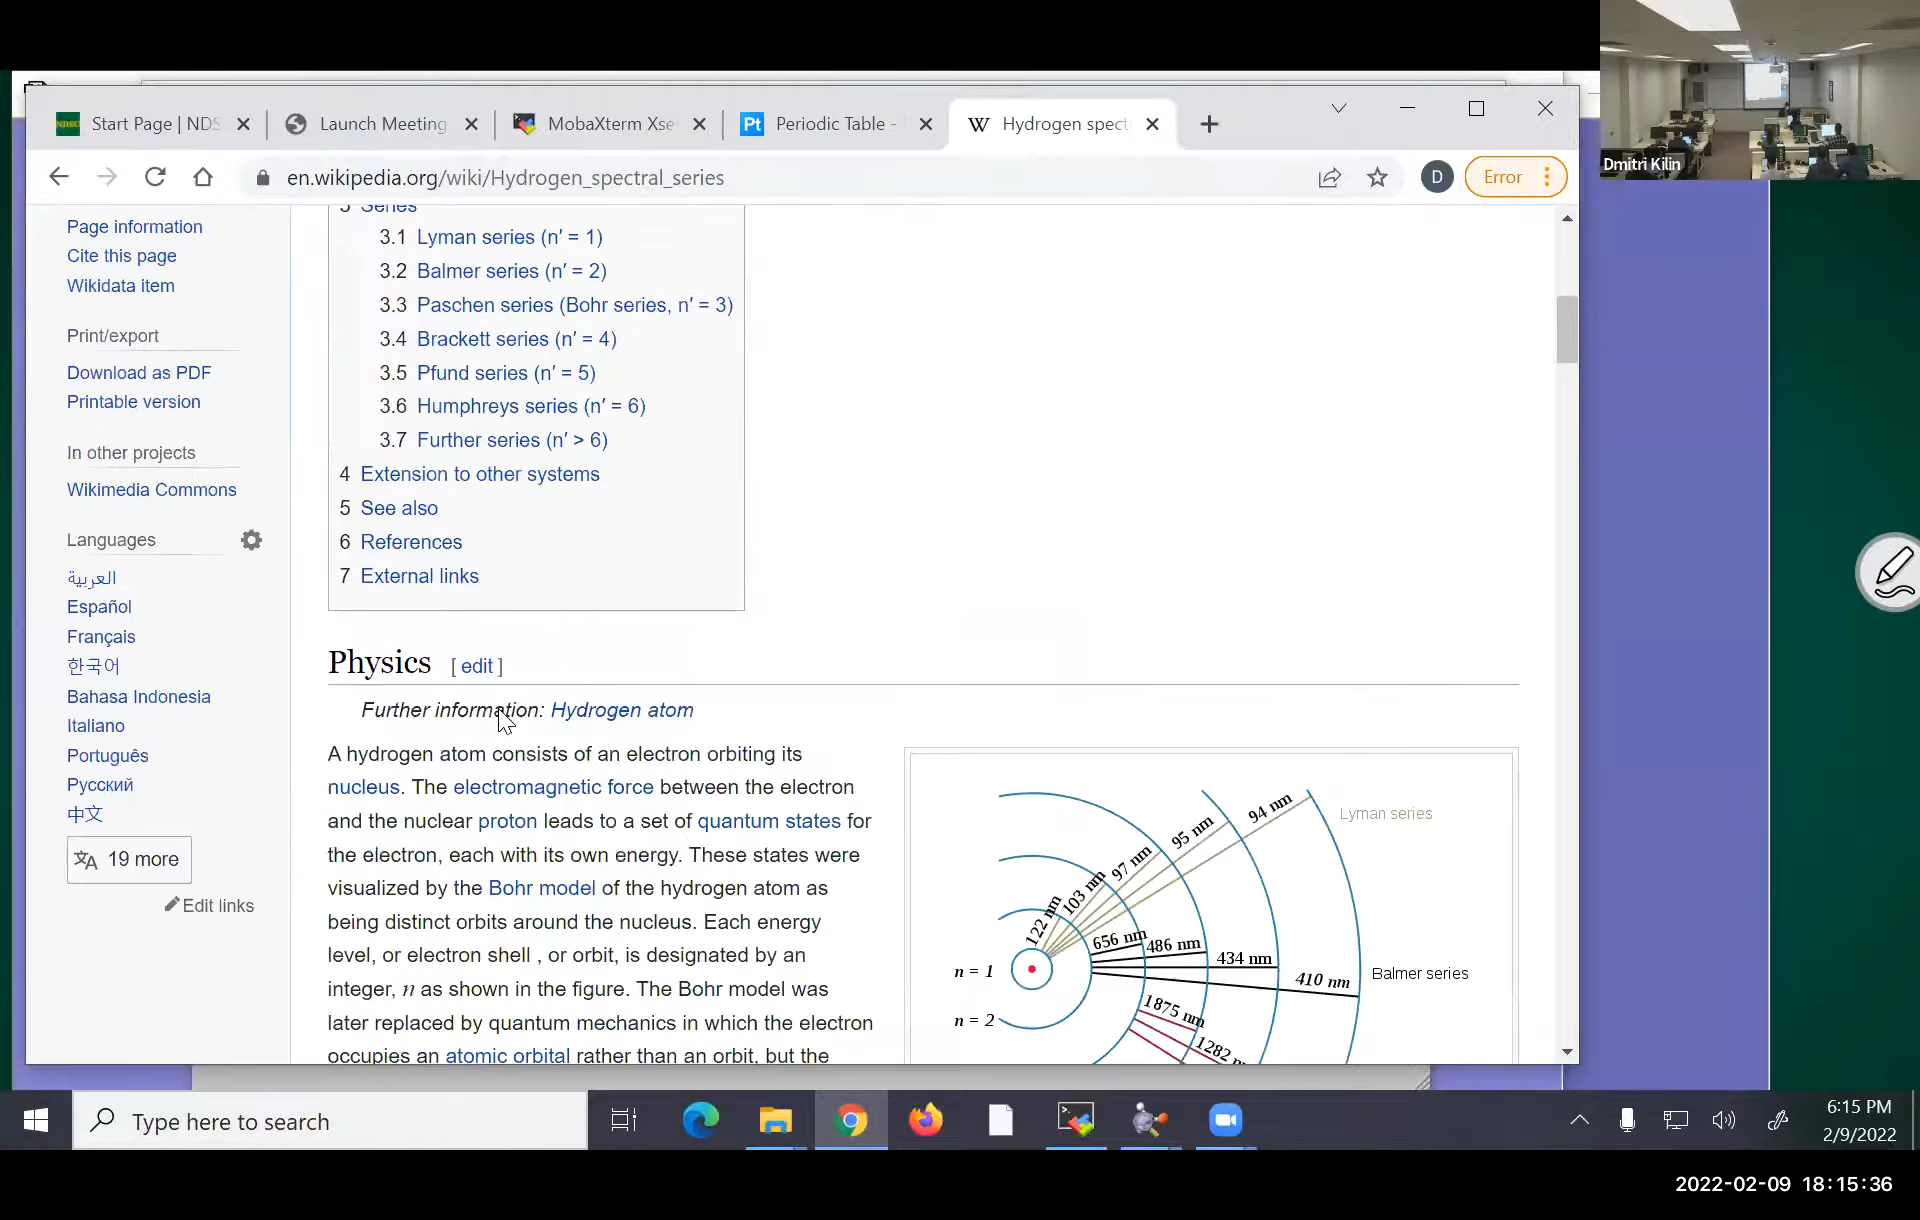 Start Page | NDS
Launch Meeting
MobaXterm Xse
Pt
Periodic Table -
W
Hydrogen spect
en.wikipedia.org/wiki/Hydrogen_spectral_series
D
Error
Dmitri Kilin
Page information
Cite this page
Wikidata item
Print/export
Download as PDF
Printable version
In other projects
Wikimedia Commons
Languages
العربية
Español
Français
한국어
Bahasa Indonesia
Italiano
Português
Русский
中文
19 more
Edit links
3 Series
3.1 Lyman series (n′ = 1)
3.2 Balmer series (n′ = 2)
3.3 Paschen series (Bohr series, n′ = 3)
3.4 Brackett series (n′ = 4)
3.5 Pfund series (n′ = 5)
3.6 Humphreys series (n′ = 6)
3.7 Further series (n′ > 6)
4 Extension to other systems
5 See also
6 References
7 External links
Physics [ edit ]
Further information: Hydrogen atom
A hydrogen atom consists of an electron orbiting its
nucleus. The electromagnetic force between the electron
and the nuclear proton leads to a set of quantum states for
the electron, each with its own energy. These states were
visualized by the Bohr model of the hydrogen atom as
being distinct orbits around the nucleus. Each energy
level, or electron shell , or orbit, is designated by an
integer, n as shown in the figure. The Bohr model was
later replaced by quantum mechanics in which the electron
occupies an atomic orbital rather than an orbit, but the
94 nm
Lyman series
95 nm
97 nm
103 nm
122 nm
656 nm
486 nm
434 nm
410 nm
Balmer series
n = 1
n = 2
1875 nm
1282 n
Type here to search
6:15 PM
2/9/2022
2022-02-09 18:15:36